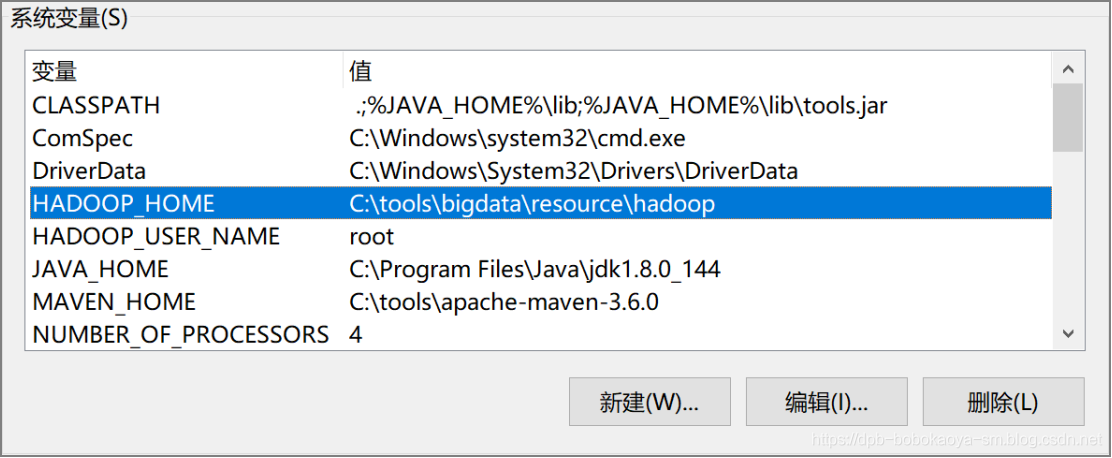 系统变量(S)
变量 值
CLASSPATH .;%JAVA_HOME%\lib;%JAVA_HOME%\lib\tools.jar
ComSpec C:\Windows\system32\cmd.exe
DriverData C:\Windows\System32\Drivers\DriverData
HADOOP_HOME C:\tools\bigdata\resource\hadoop
HADOOP_USER_NAME root
JAVA_HOME C:\Program Files\Java\jdk1.8.0_144
MAVEN_HOME C:\tools\apache-maven-3.6.0
NUMBER_OF_PROCESSORS 4
新建(W)... 编辑(I)... 删除(L)
https://dpb-bobokaoya-sm.blog.csdn.net